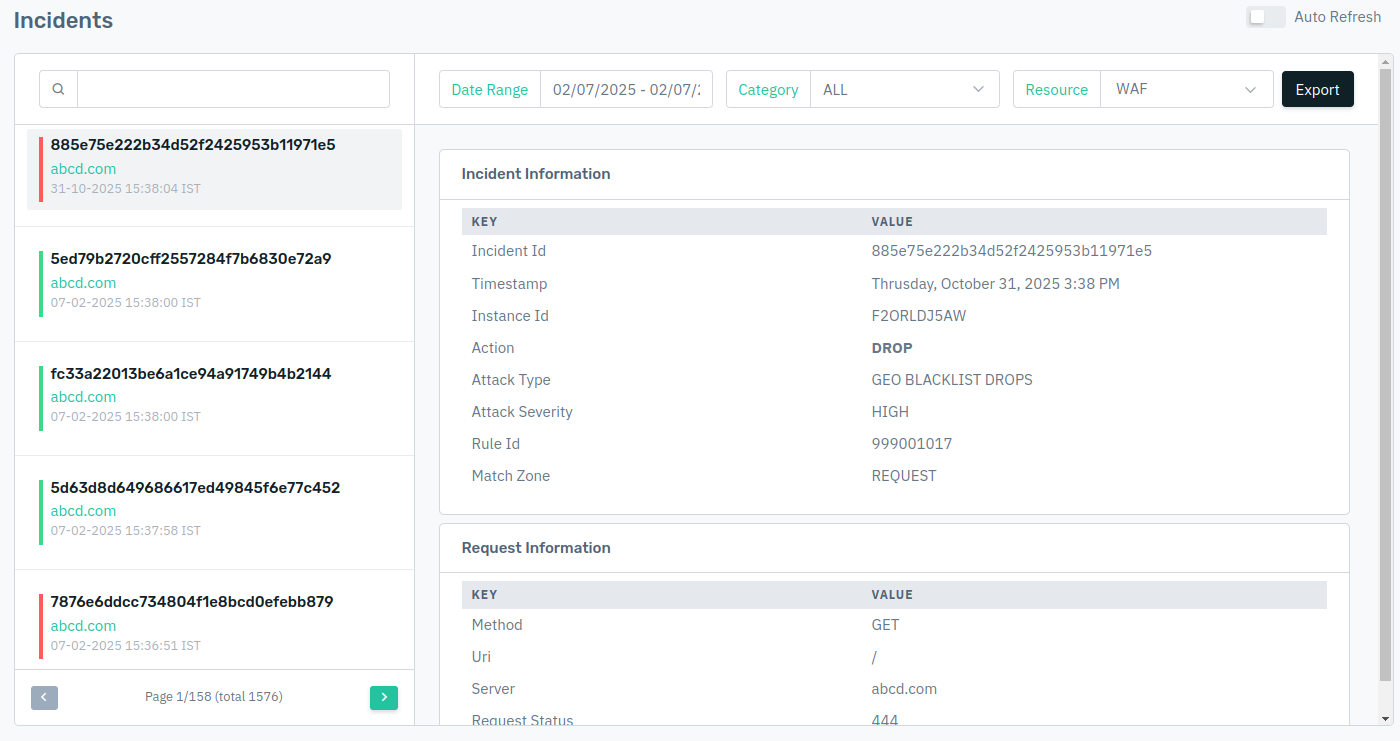 Incidents
Auto Refresh
Date Range 02/07/2025 - 02/07/:
Category ALL
Resource WAF
Export
885e75e222b34d52f2425953b11971e5
abcd.com
31-10-2025 15:38:04 IST
5ed79b2720cff2557284f7b6830e72a9
abcd.com
07-02-2025 15:38:00 IST
fc33a22013be6a1ce94a91749b4b2144
abcd.com
07-02-2025 15:38:00 IST
5d63d8d649686617ed49845f6e77c452
abcd.com
07-02-2025 15:37:58 IST
7876e6ddcc734804f1e8bcd0efebb879
abcd.com
07-02-2025 15:36:51 IST
Page 1/158 (total 1576)
Incident Information
KEY VALUE
Incident Id 885e75e222b34d52f2425953b11971e5
Timestamp Thrusday, October 31, 2025 3:38 PM
Instance Id F2ORLDJ5AW
Action DROP
Attack Type GEO BLACKLIST DROPS
Attack Severity HIGH
Rule Id 999001017
Match Zone REQUEST
Request Information
KEY VALUE
Method GET
Uri /
Server abcd.com
Request Status 444